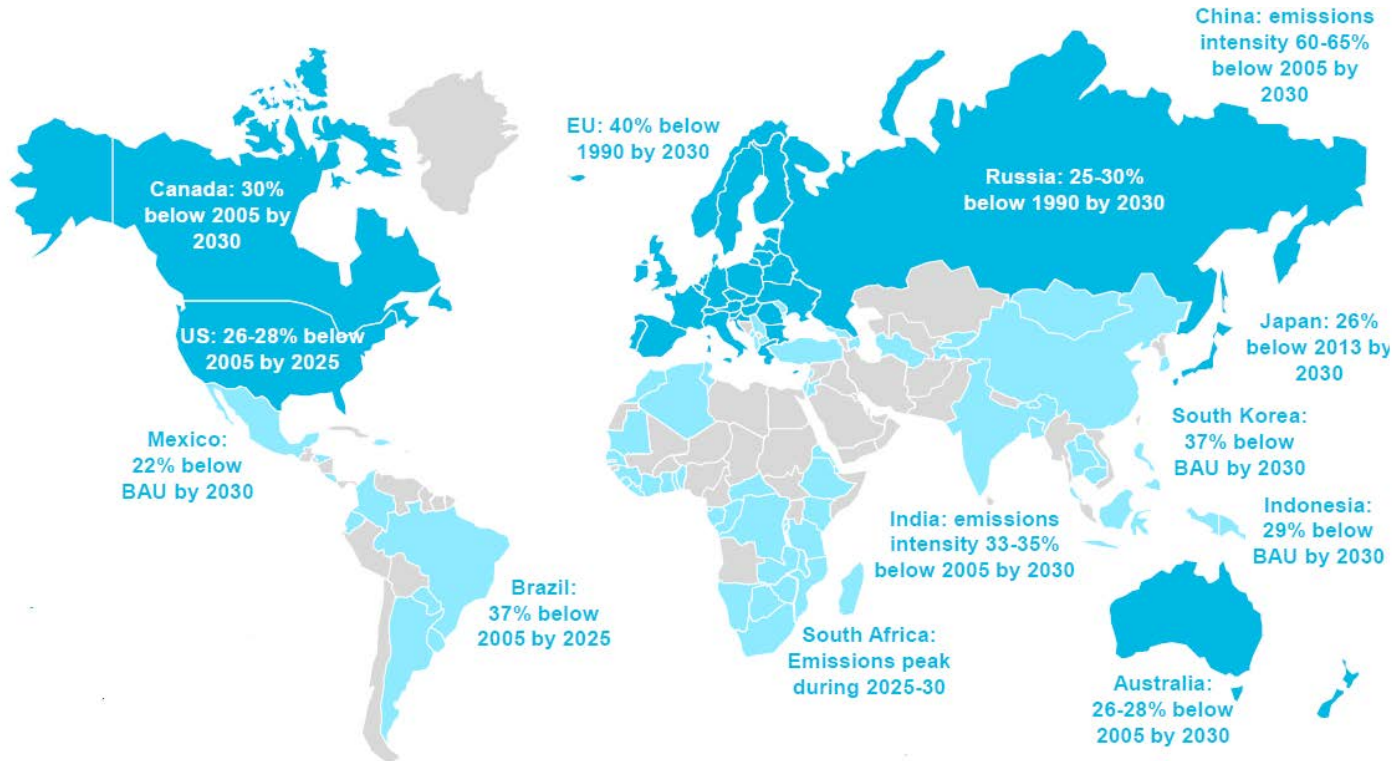 China: emissions
intensity 60-65%
below 2005 by
2030
EU: 40% below
1990 by 2030
Canada: 30%
below 2005 by
2030
Russia: 25-30%
below 1990 by 2030
US: 26-28% below
2005 by 2025
Japan: 26%
below 2013 by
2030
Mexico:
22% below
BAU by 2030
South Korea:
37% below
BAU by 2030
India: emissions
intensity 33-35%
below 2005 by 2030
Indonesia:
29% below
BAU by 2030
Brazil:
37% below
2005 by 2025
South Africa:
Emissions peak
during 2025-30
Australia:
26-28% below
2005 by 2030